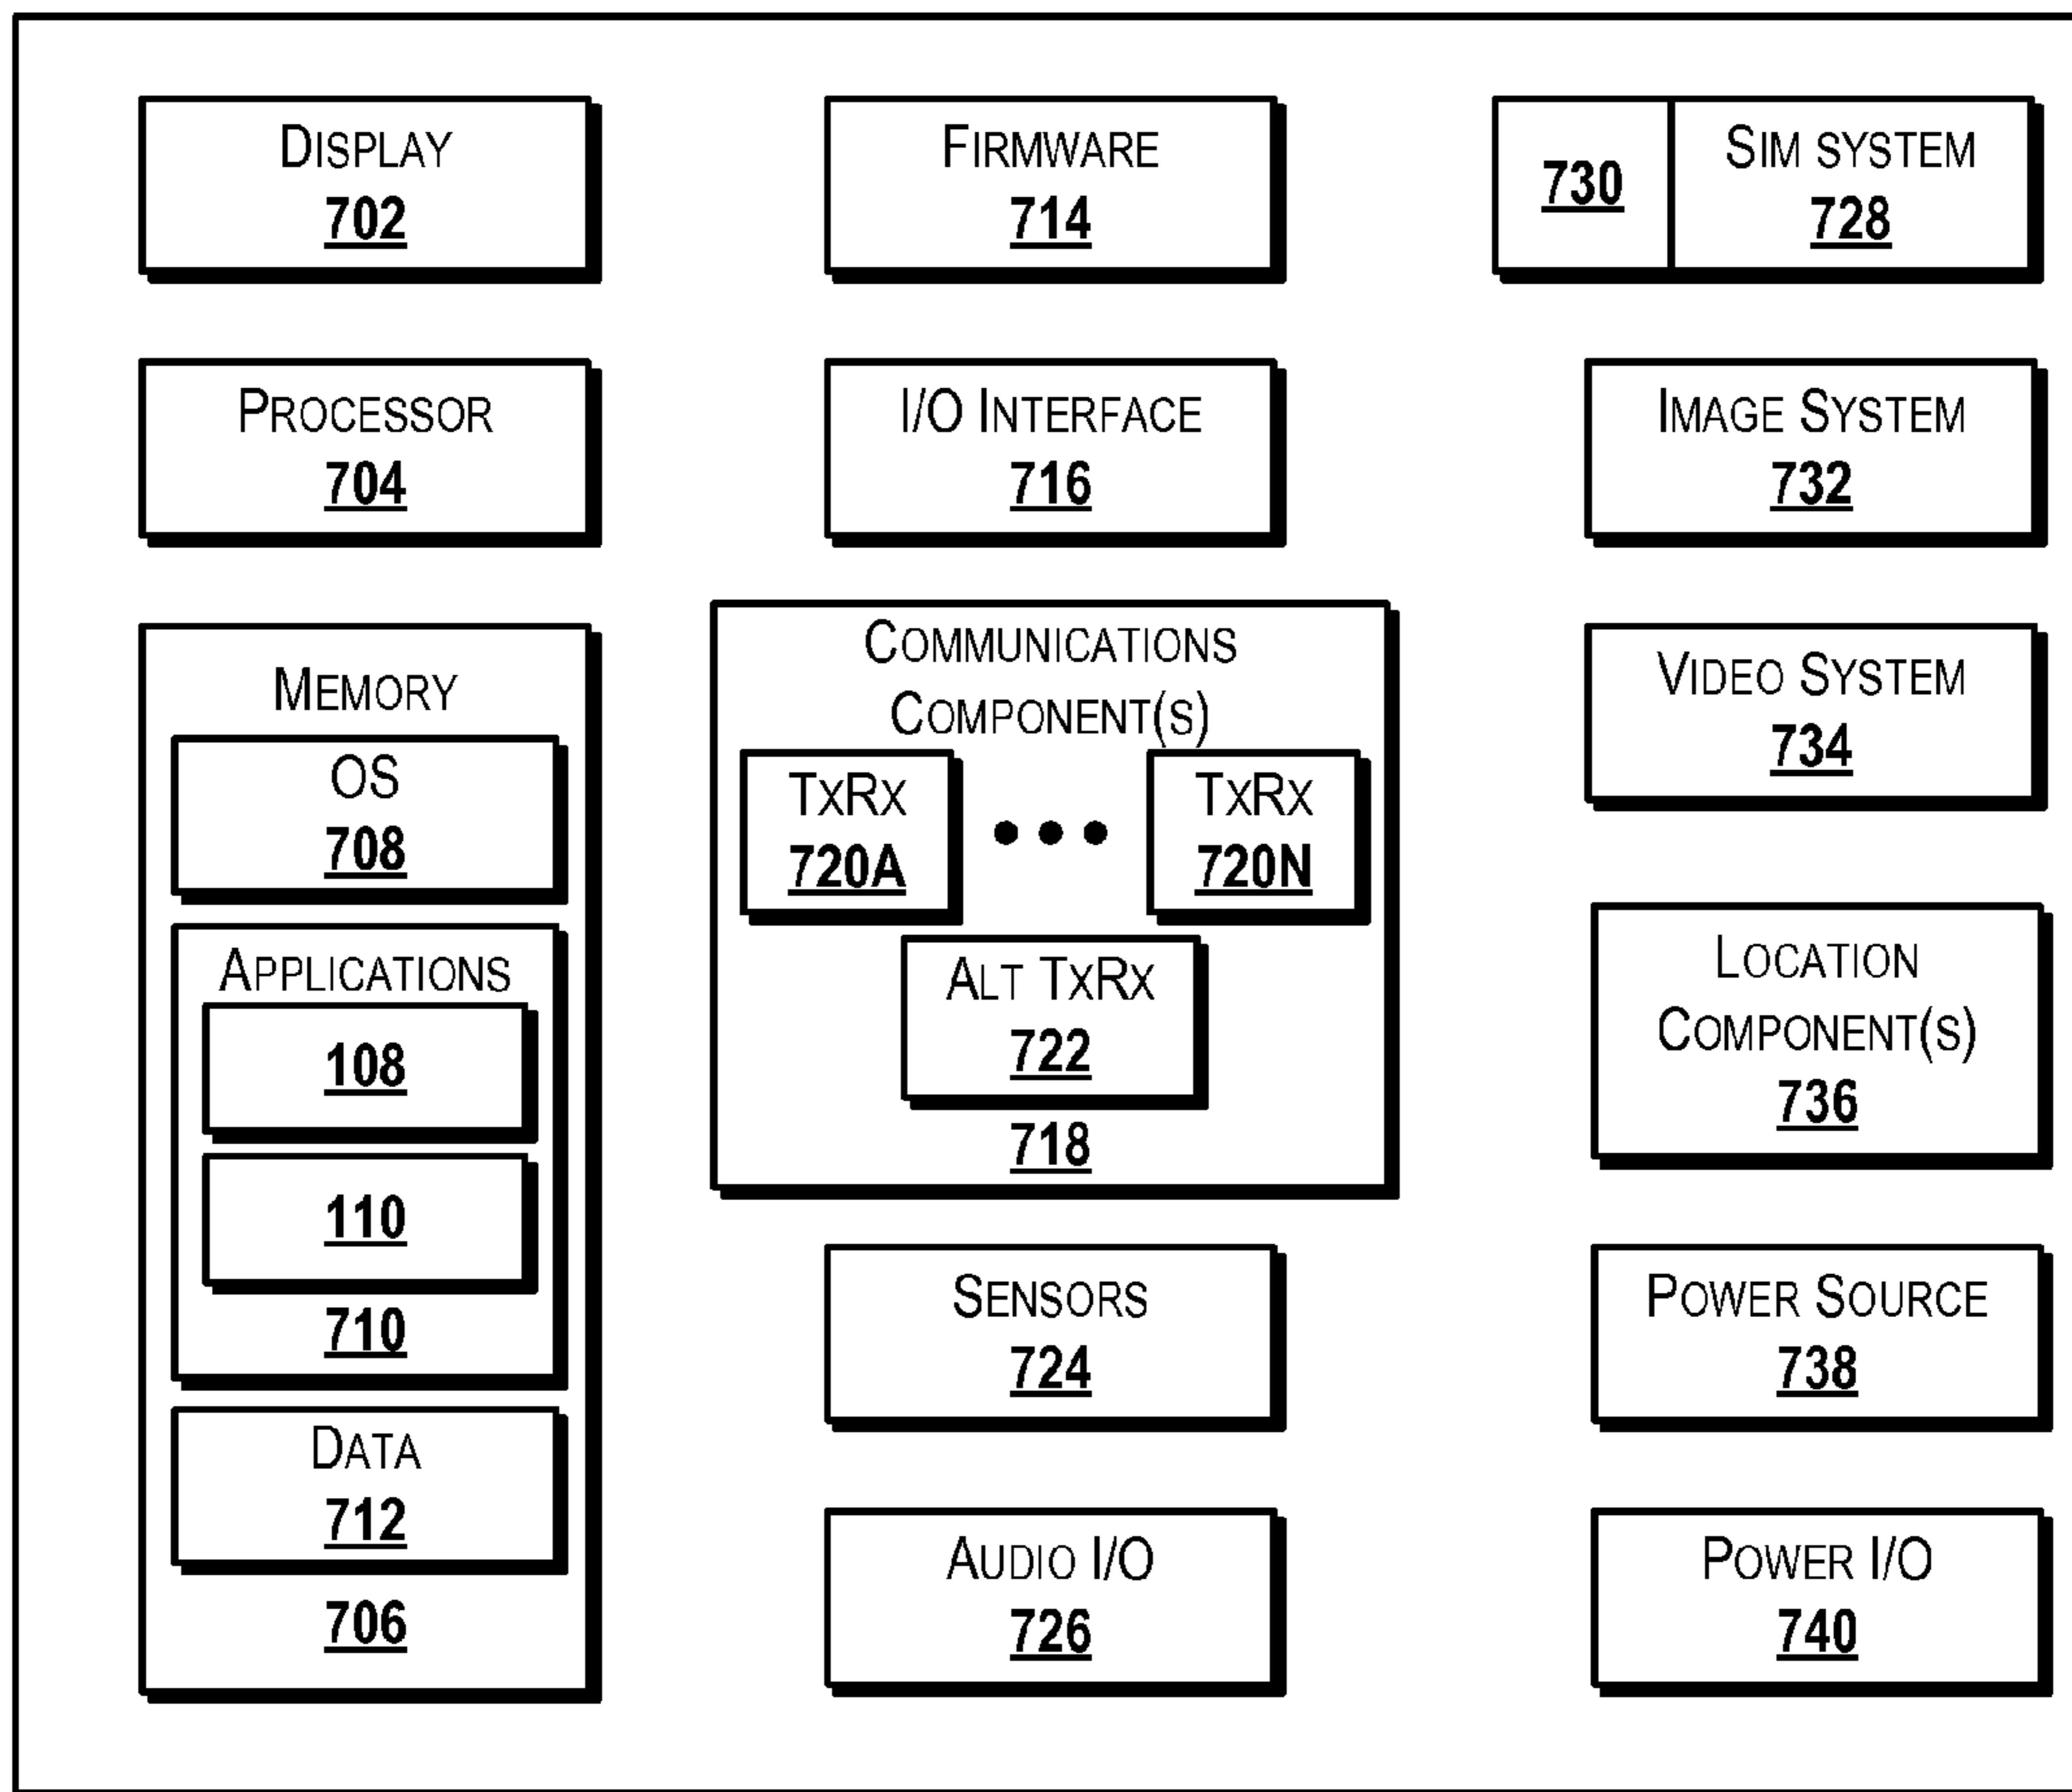 DISPLAY
702
PROCESSOR
704
MEMORY
OS
708
APPLICATIONS
108
110
710
DATA
712
706
FIRMWARE
714
I/O INTERFACE
716
COMMUNICATIONS
COMPONENT(S)
TXRX
720A
TXRX
720N
ALT TXRX
722
718
SENSORS
724
AUDIO I/O
726
730
SIM SYSTEM
728
IMAGE SYSTEM
732
VIDEO SYSTEM
734
LOCATION
COMPONENT(S)
736
POWER SOURCE
738
POWER I/O
740